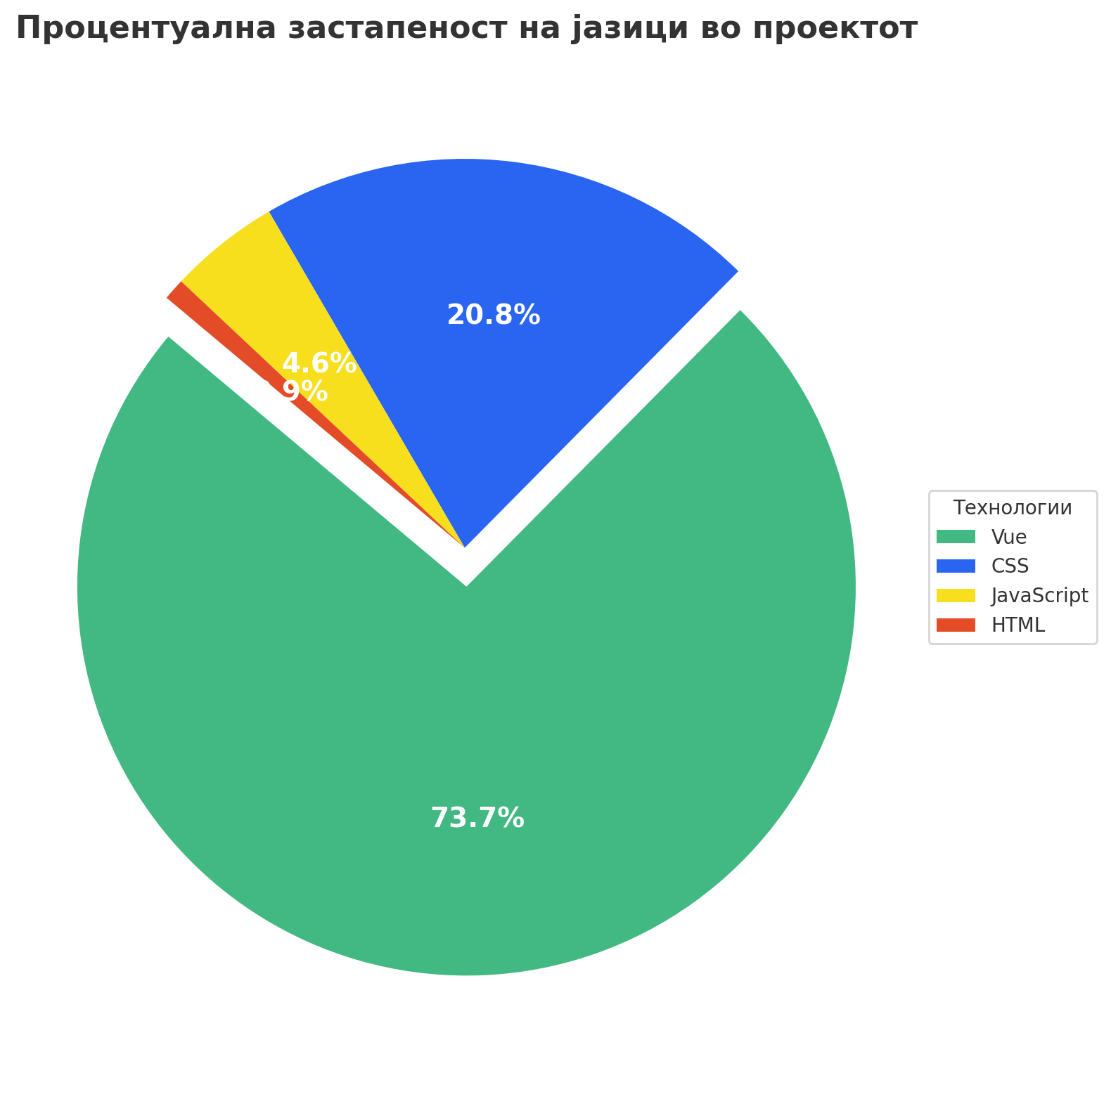 Процентуална застапеност на јазици во проектот
20.8%
4.6%
9%
73.7%
Технологии
Vue
CSS
JavaScript
HTML